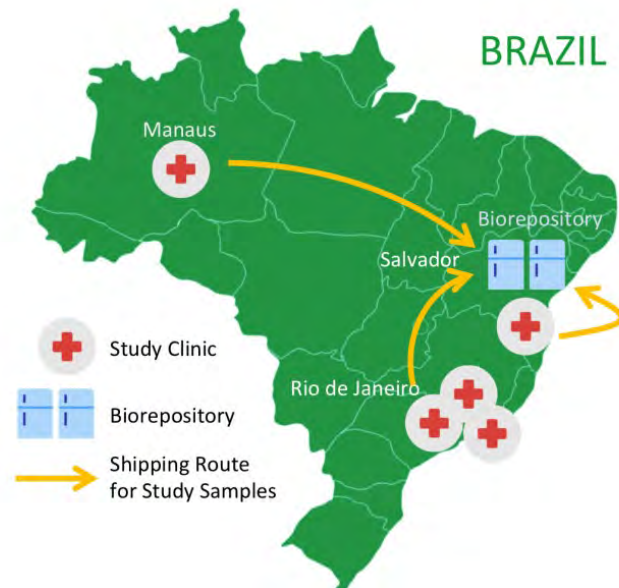 BRAZIL
Manaus
Biorepository
Salvador
Rio de Janeiro
Study Clinic
Biorepository
Shipping Route
for Study Samples